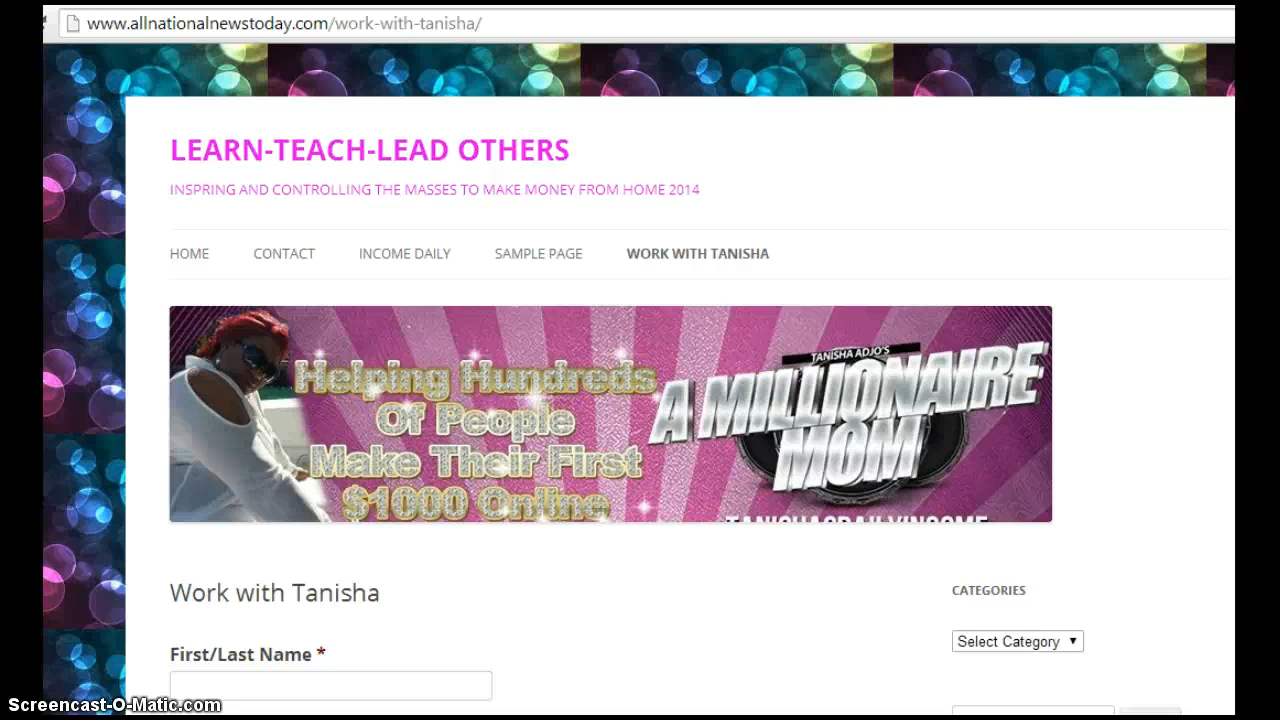 www.allnationalnewstoday.com/work-with-tanisha/
LEARN-TEACH-LEAD OTHERS
INSPRING AND CONTROLLING THE MASSES TO MAKE MONEY FROM HOME 2014
HOME CONTACT INCOME DAILY SAMPLE PAGE WORK WITH TANISHA
Helping Hundreds
Of People
Make Their First
$1000 Online
TANISHA ADJO'S
A MILLIONAIRE
MOM
Work with Tanisha
First/Last Name *
CATEGORIES
Select Category
Screencast-O-Matic.com